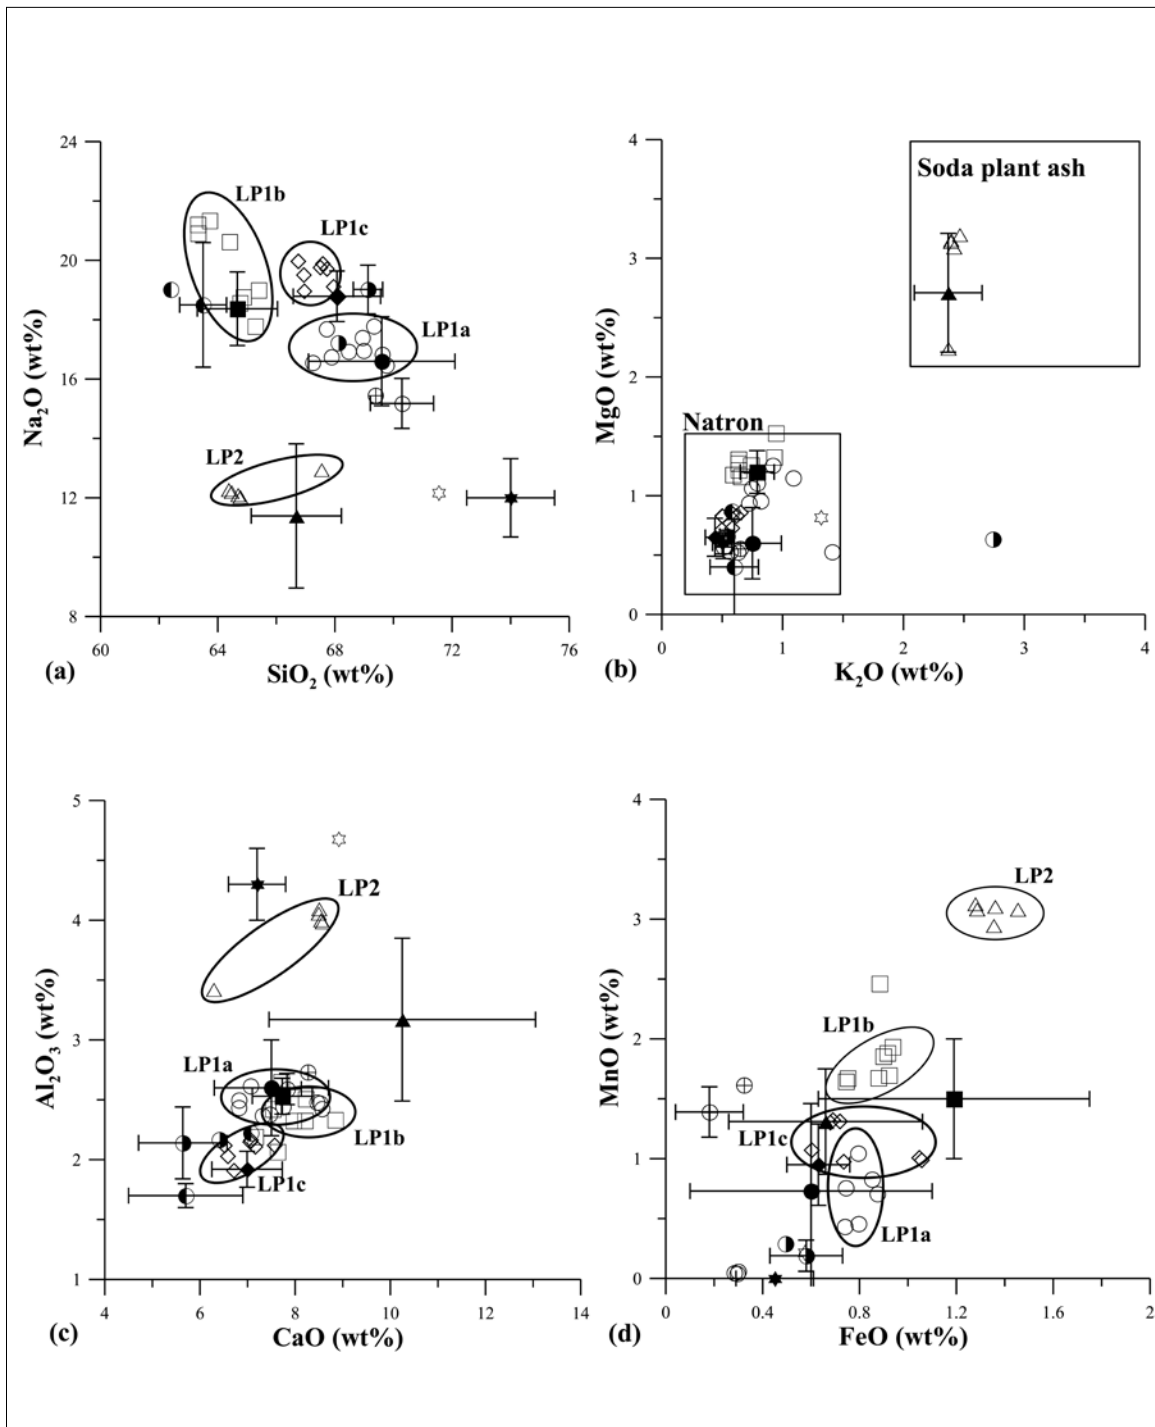 24
20
16
12
8
Na₂O (wt%)
LP1b
LP1c
LP1a
LP2
60
64
68
72
76
(a)
SiO₂ (wt%)
4
3
2
1
0
MgO (wt%)
Soda plant ash
Natron
0
1
2
3
4
(b)
K₂O (wt%)
5
4
3
2
1
Al₂O₃ (wt%)
LP2
LP1a
LP1b
LP1c
4
6
8
10
12
14
(c)
CaO (wt%)
4
3
2
1
0
MnO (wt%)
LP2
LP1b
LP1c
LP1a
0
0.4
0.8
1.2
1.6
2
(d)
FeO (wt%)